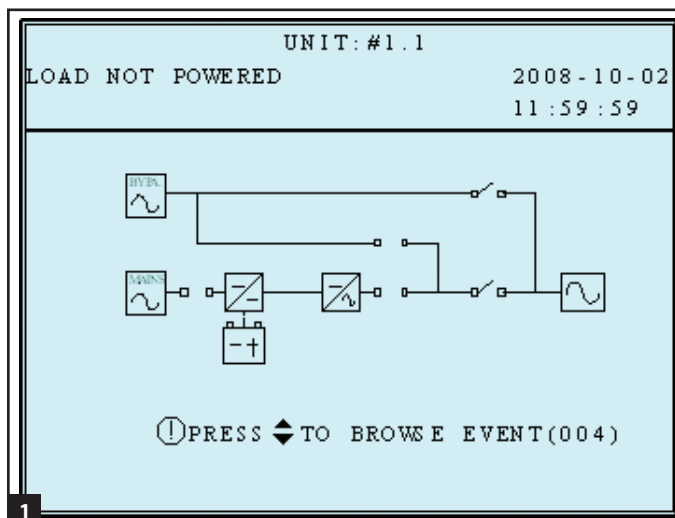 UNIT:#1.1
LOAD NOT POWERED 2008-10-02
11:59:59
BYPA.
MAINS
PRESS TO BROWSE EVENT(004)
1